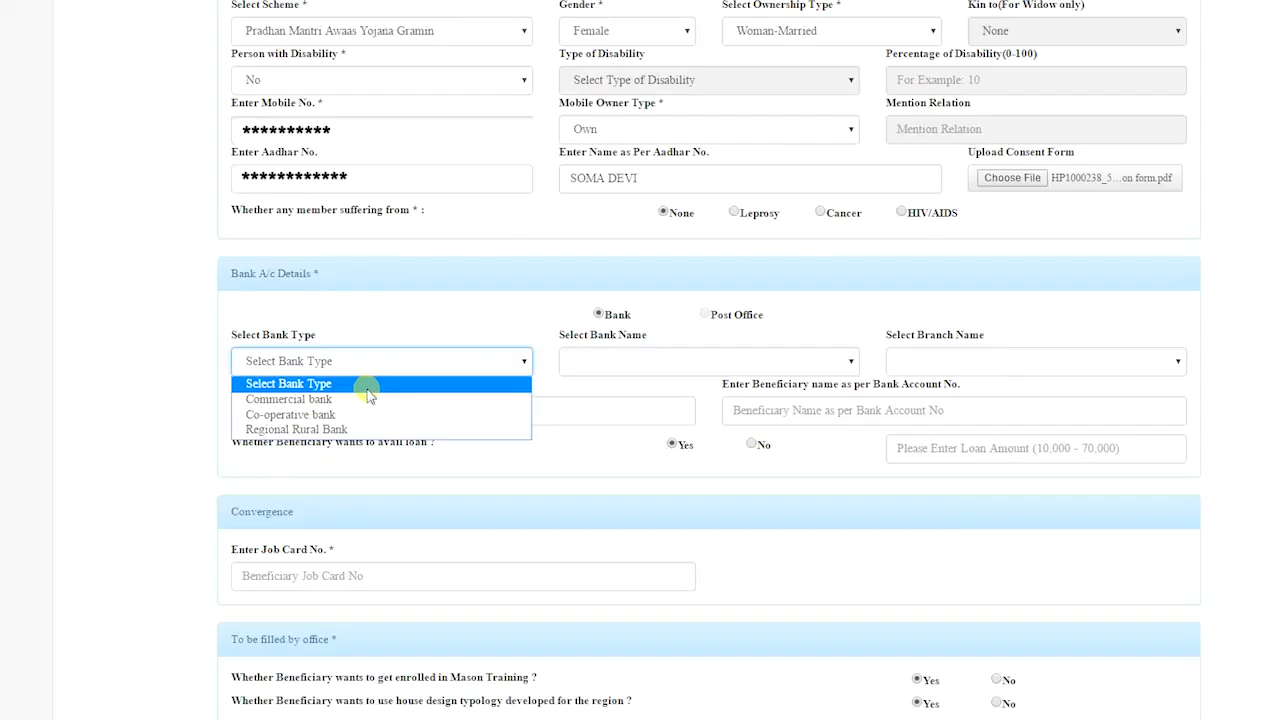 Select Scheme * Gender * Select Ownership Type * Kin to(For Widow only)
Pradhan Mantri Awaas Yojana Gramin Female Woman-Married None
Person with Disability * Type of Disability Percentage of Disability(0-100)
No Select Type of Disability For Example: 10
Enter Mobile No. * Mobile Owner Type * Mention Relation
********** Own Mention Relation
Enter Aadhar No. Enter Name as Per Aadhar No. Upload Consent Form
************ SOMA DEVI Choose File HP1000238_5...on form.pdf
Whether any member suffering from * : None Leprosy Cancer HIV/AIDS
Bank A/c Details *
Bank Post Office
Select Bank Type Select Bank Name Select Branch Name
Select Bank Type
Select Bank Type Enter Beneficiary name as per Bank Account No.
Commercial bank
Co-operative bank Beneficiary Name as per Bank Account No
Regional Rural Bank
Whether Beneficiary wants to avail loan ? Yes No Please Enter Loan Amount (10,000 - 70,000)
Convergence
Enter Job Card No. *
Beneficiary Job Card No
To be filled by office *
Whether Beneficiary wants to get enrolled in Mason Training ? Yes No
Whether Beneficiary wants to use house design typology developed for the region ? Yes No